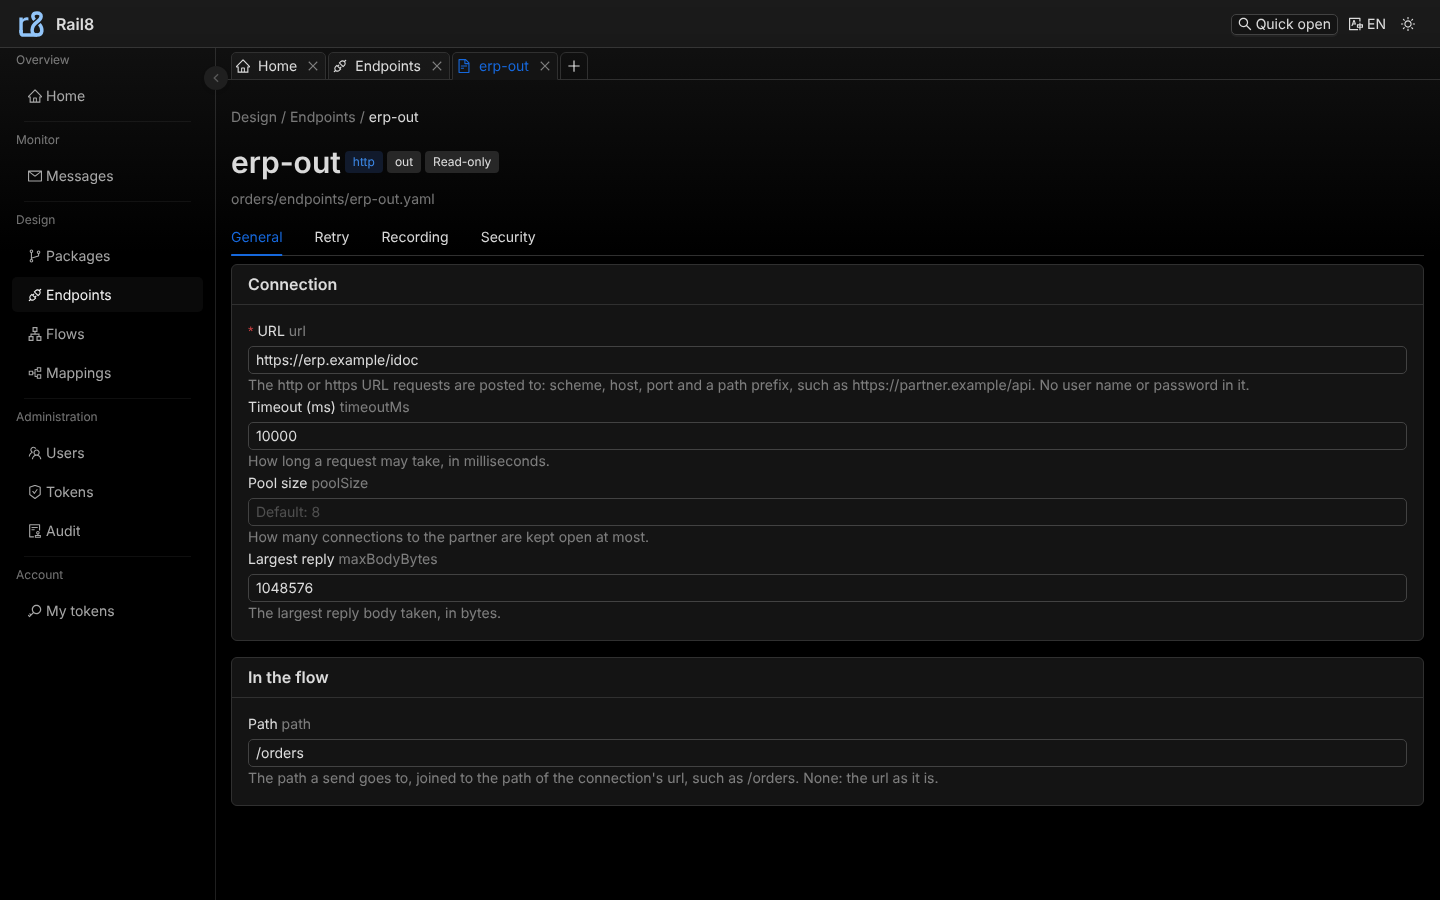 Rail8
Quick open
EN
Overview
Home
Monitor
Messages
Design
Packages
Endpoints
Flows
Mappings
Administration
Users
Tokens
Audit
Account
My tokens
Home
Endpoints
erp-out
Design / Endpoints / erp-out
erp-out http out Read-only
orders/endpoints/erp-out.yaml
General Retry Recording Security
Connection
* URL url
https://erp.example/idoc
The http or https URL requests are posted to: scheme, host, port and a path prefix, such as https://partner.example/api. No user name or password in it.
Timeout (ms) timeoutMs
10000
How long a request may take, in milliseconds.
Pool size poolSize
Default: 8
How many connections to the partner are kept open at most.
Largest reply maxBodyBytes
1048576
The largest reply body taken, in bytes.
In the flow
Path path
/orders
The path a send goes to, joined to the path of the connection's url, such as /orders. None: the url as it is.